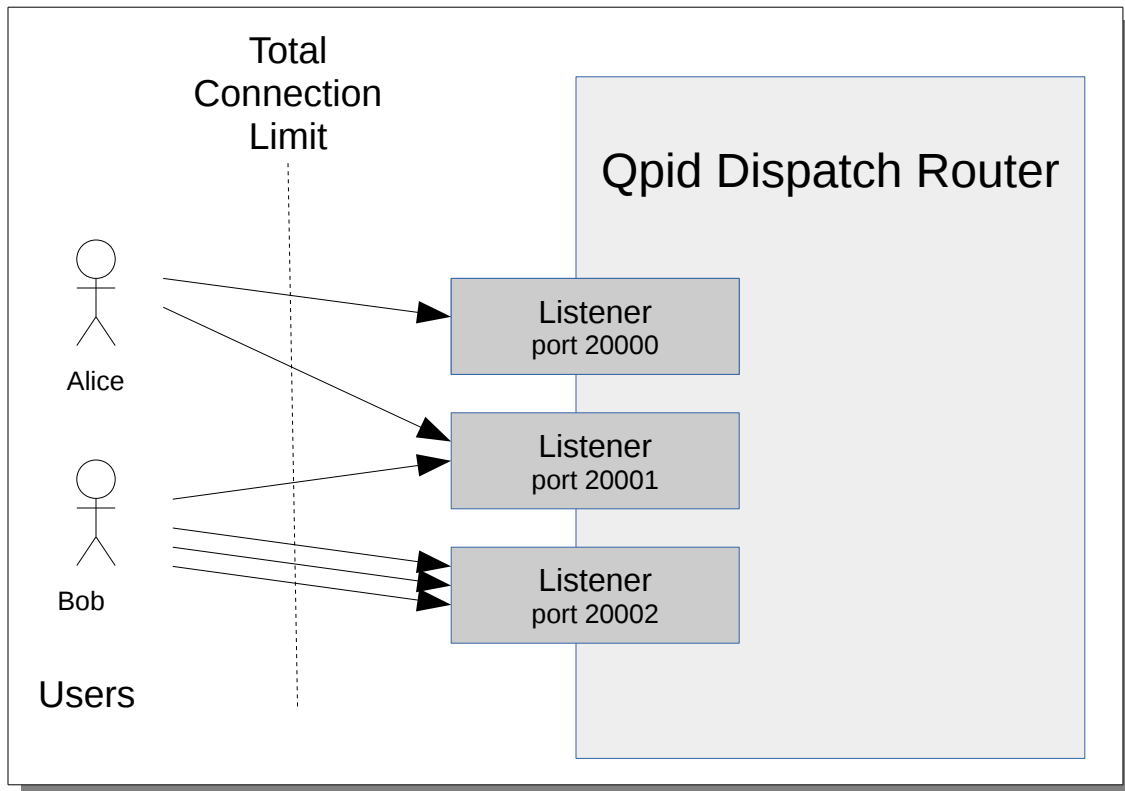 Total
Connection
Limit
Qpid Dispatch Router
Listener
port 20000
Alice
Listener
port 20001
Listener
port 20002
Bob
Users